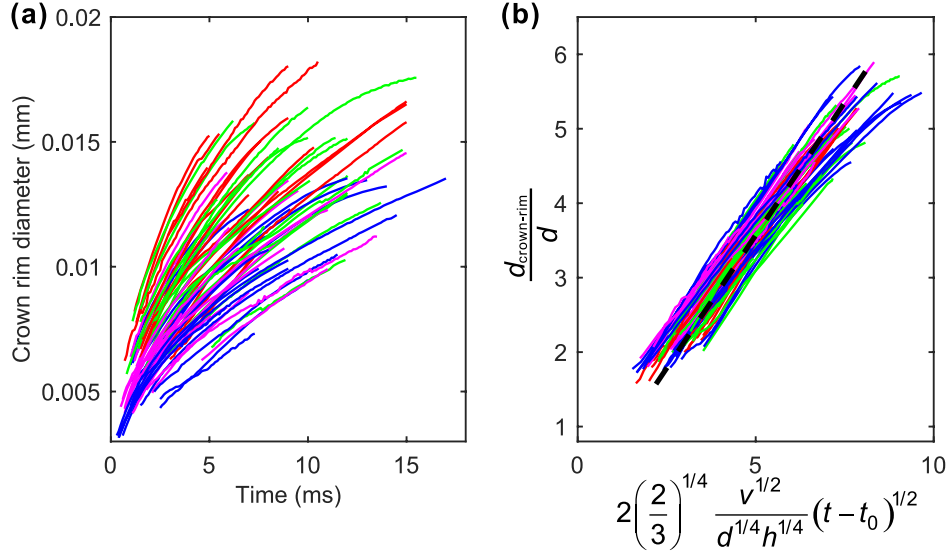 (a)
0.02
0.015
0.01
0.005
Crown rim diameter (mm)
0 5 10 15
Time (ms)
(b)
6
5
4
3
2
1
d_{crown-rim}/d
0 5 10
2(2/3)^{1/4} v^{1/2}/(d^{1/4}h^{1/4}) (t−t_0)^{1/2}